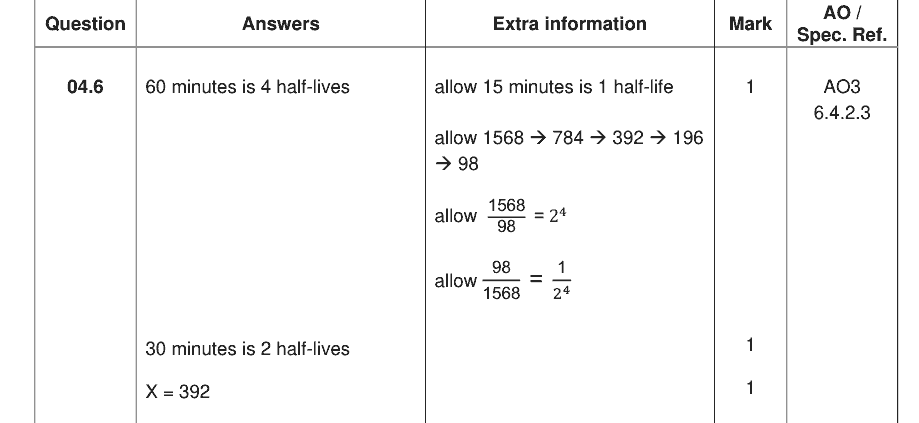 Question Answers Extra information Mark AO /
Spec. Ref.
04.6 60 minutes is 4 half-lives allow 15 minutes is 1 half-life 1 AO3
6.4.2.3
allow 1568 → 784 → 392 → 196
→ 98
allow 1568/98 = 2⁴
allow 98/1568 = 1/2⁴
30 minutes is 2 half-lives 1
X = 392 1